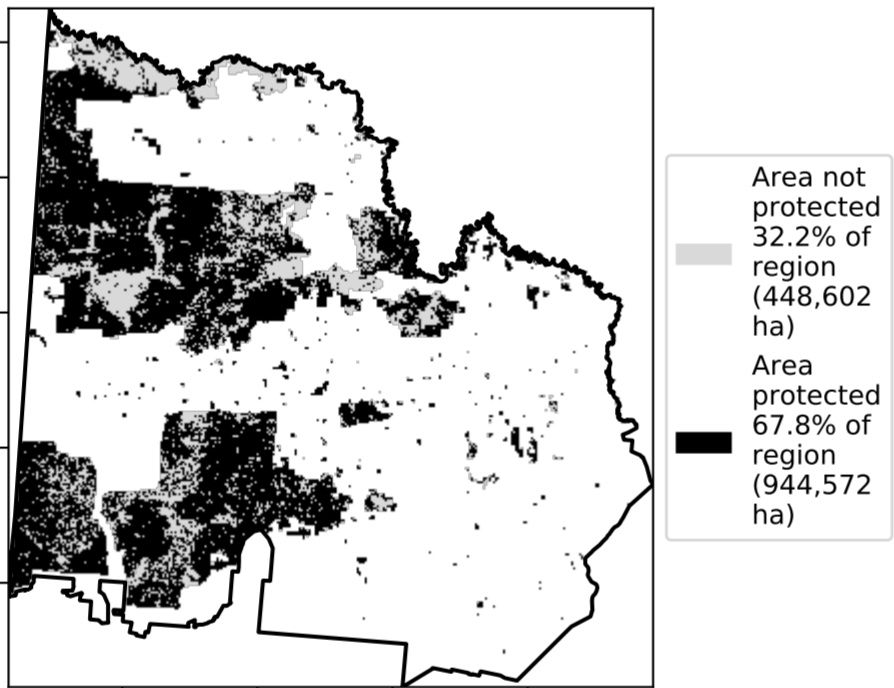 Area not
protected
32.2% of
region
(448,602
ha)
Area
protected
67.8% of
region
(944,572
ha)